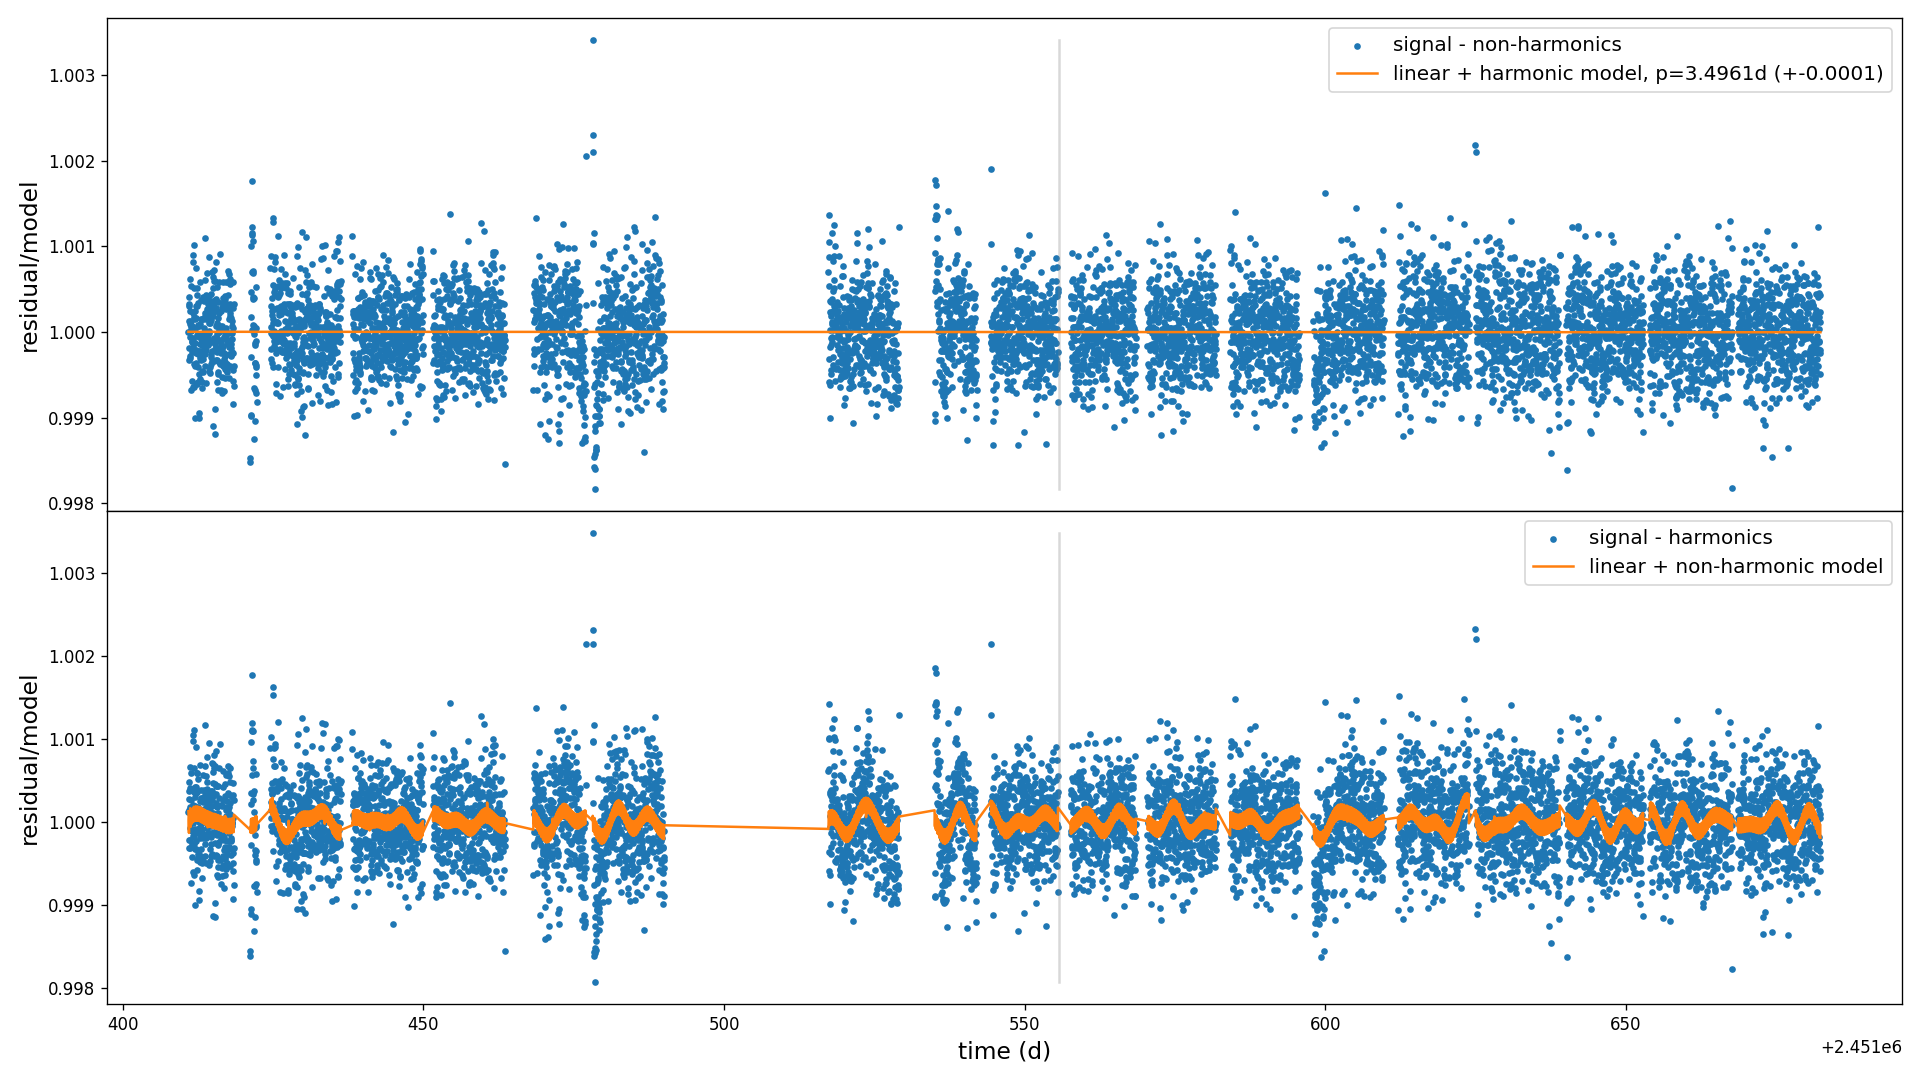 signal - non-harmonics
linear + harmonic model, p=3.4961d (+-0.0001)
1.003
1.002
1.001
1.000
0.999
0.998
residual/model
signal - harmonics
linear + non-harmonic model
1.003
1.002
1.001
1.000
0.999
0.998
residual/model
400 450 500 550 600 650
+2.451e6
time (d)